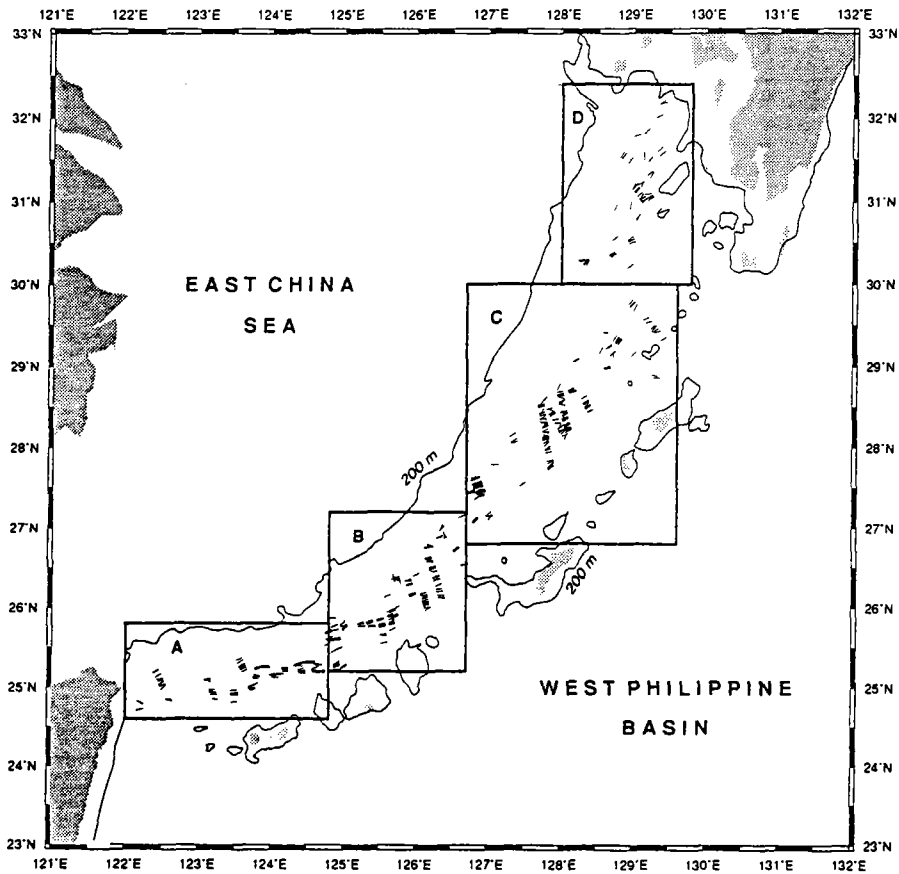 121°E 122°E 123°E 124°E 125°E 126°E 127°E 128°E 129°E 130°E 131°E 132°E
33°N 33°N
D
32°N 32°N
31°N 31°N
30°N 30°N
EAST CHINA
SEA
C
29°N 29°N
28°N 28°N
200 m
27°N 27°N
B
200 m
26°N 26°N
A
25°N 25°N
WEST PHILIPPINE
BASIN
24°N 24°N
23°N 23°N
121°E 122°E 123°E 124°E 125°E 126°E 127°E 128°E 129°E 130°E 131°E 132°E